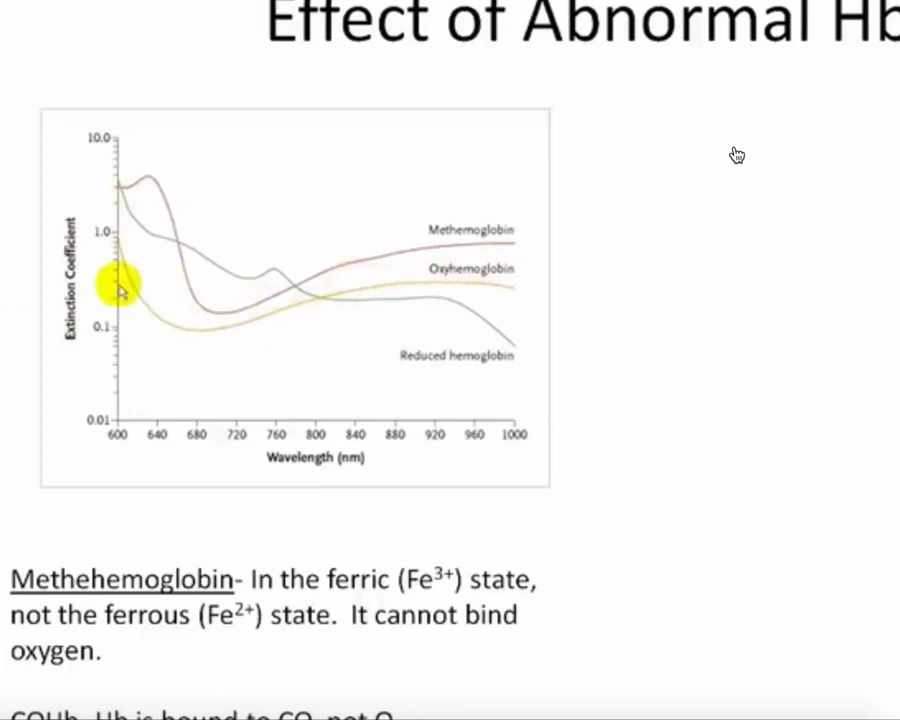 Effect of Abnormal Hb
10.0
1.0
0.1
0.01
Extinction Coefficient
Methemoglobin
Oxyhemoglobin
Reduced hemoglobin
600 640 680 720 760 800 840 880 920 960 1000
Wavelength (nm)
Methehemoglobin- In the ferric (Fe³⁺) state,
not the ferrous (Fe²⁺) state. It cannot bind
oxygen.
COHb- Hb is bound to CO, not O